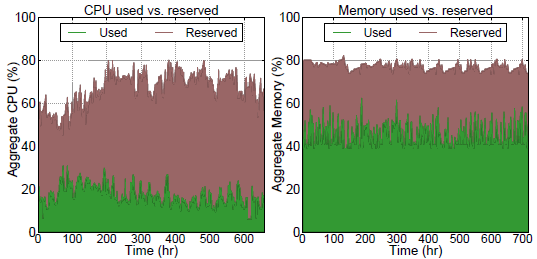 CPU used vs. reserved
Used Reserved
Aggregate CPU (%)
100
80
60
40
20
0
0 100 200 300 400 500 600
Time (hr)
Memory used vs. reserved
Used Reserved
Aggregate Memory (%)
100
80
60
40
20
0
0 100 200 300 400 500 600 700
Time (hr)